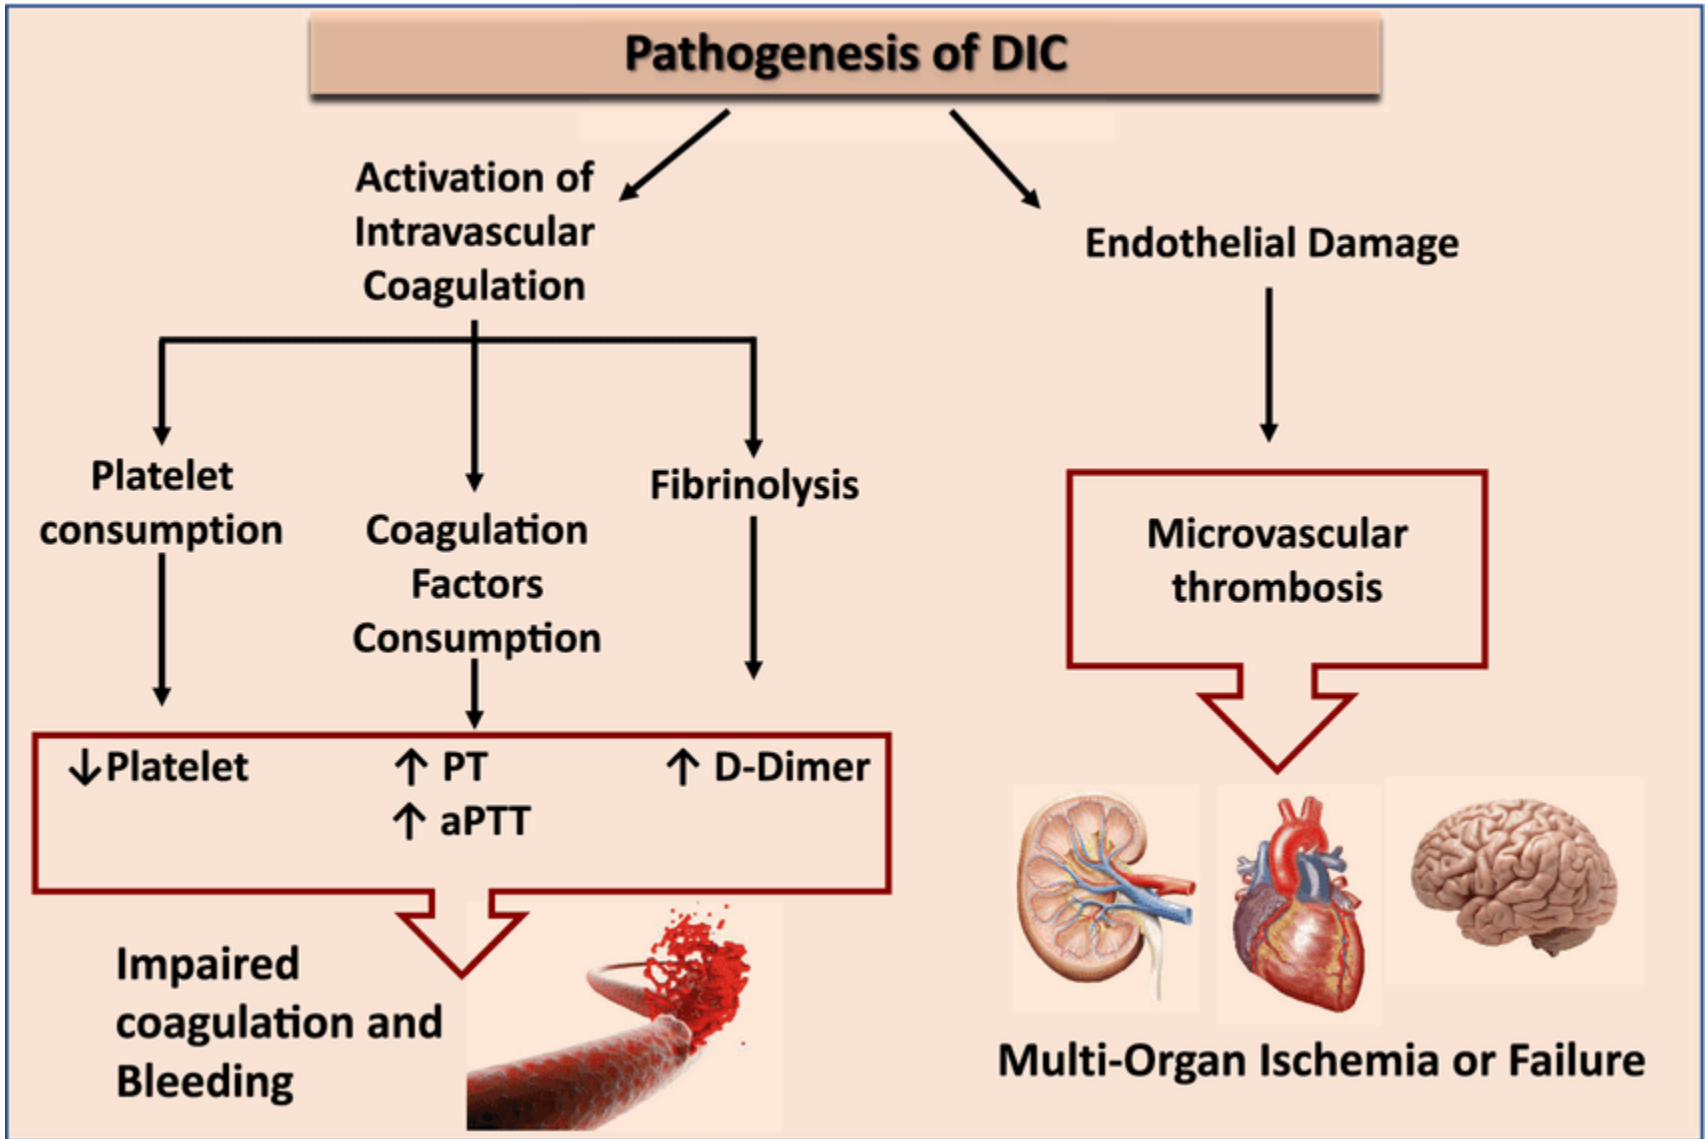 Pathogenesis of DIC
Activation of
Intravascular
Coagulation
Endothelial Damage
Platelet
consumption
Coagulation
Factors
Consumption
Fibrinolysis
Microvascular
thrombosis
↓Platelet
↑ PT
↑ aPTT
↑ D-Dimer
Impaired
coagulation and
Bleeding
Multi-Organ Ischemia or Failure